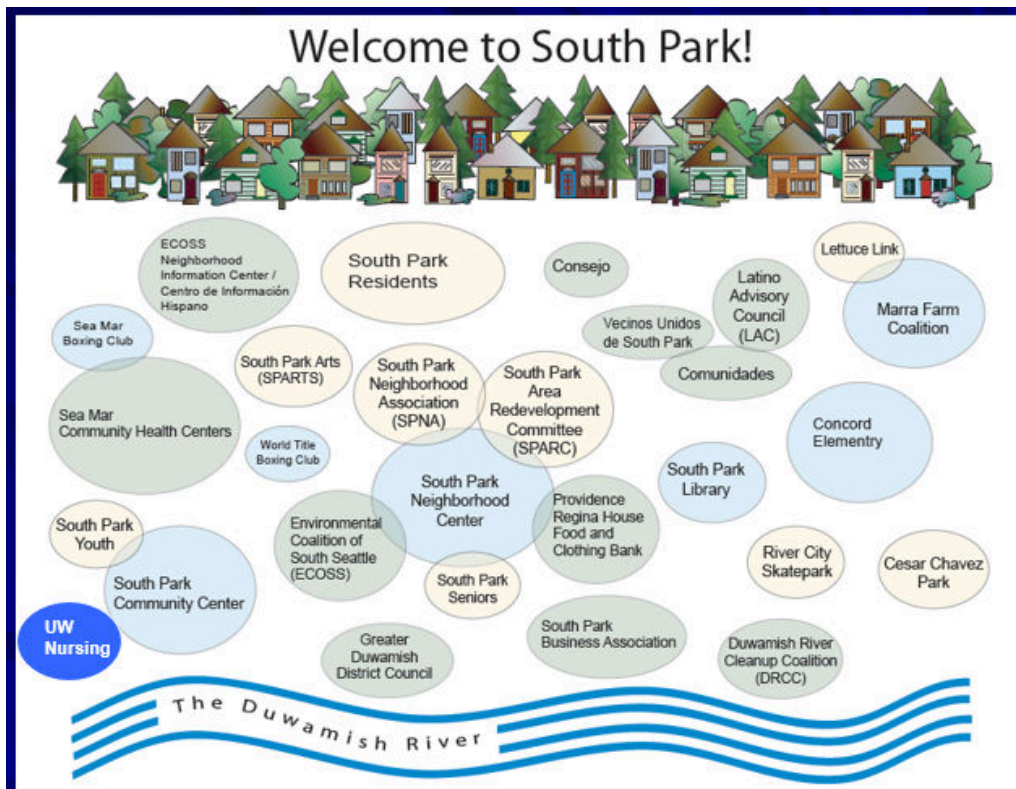 Welcome to South Park!
ECOSS
Neighborhood
Information Center /
Centro de Información
Hispano
South Park
Residents
Consejo
Latino
Advisory
Council
(LAC)
Lettuce Link
Marra Farm
Coalition
Sea Mar
Boxing Club
Vecinos Unidos
de South Park
South Park Arts
(SPARTS)
South Park
Neighborhood
Association
(SPNA)
South Park
Area
Redevelopment
Committee
(SPARC)
Comunidades
Sea Mar
Community Health Centers
World Title
Boxing Club
Concord
Elementry
South Park
Neighborhood
Center
South Park
Library
South Park
Youth
Environmental
Coalition of
South Seattle
(ECOSS)
Providence
Regina House
Food and
Clothing Bank
River City
Skatepark
Cesar Chavez
Park
South Park
Community Center
South Park
Seniors
UW
Nursing
Greater
Duwamish
District Council
South Park
Business Association
Duwamish River
Cleanup Coalition
(DRCC)
The Duwamish River